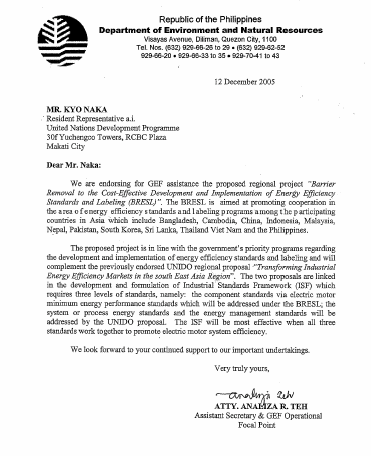 Republic of the Philippines
Department of Environment and Natural Resources
Visayas Avenue, Diliman, Quezon City, 1100
Tel. Nos. (632) 929-66-26 to 29 • (632) 929-62-52
929-66-20 • 929-66-33 to 35 • 929-70-41 to 43
12 December 2005
MR. KYO NAKA
Resident Representative a.i.
United Nations Development Programme
30f Yuchengco Towers, RCBC Plaza
Makati City
Dear Mr. Naka:
We are endorsing for GEF assistance the proposed regional project "Barrier
Removal to the Cost-Effective Development and Implementation of Energy Efficiency
Standards and Labeling (BRESL)". The BRESL is aimed at promoting cooperation in
the area of energy efficiency standards and labeling programs among the participating
countries in Asia which include Bangladesh, Cambodia, China, Indonesia, Malaysia,
Nepal, Pakistan, South Korea, Sri Lanka, Thailand Viet Nam and the Philippines.
The proposed project is in line with the government's priority programs regarding
the development and implementation of energy efficiency standards and labeling and will
complement the previously endorsed UNIDO regional proposal "Transforming Industrial
Energy Efficiency Markets in the south East Asia Region". The two proposals are linked
in the development and formulation of Industrial Standards Framework (ISF) which
requires three levels of standards, namely: the component standards via electric motor
minimum energy performance standards which will be addressed under the BRESL; the
system or process energy standards and the energy management standards will be
addressed by the UNIDO proposal. The ISF will be most effective when all three
standards work together to promote electric motor system efficiency.
We look forward to your continued support to our important undertakings.
Very truly yours,
ATTY. ANALIZA R. TEH
Assistant Secretary & GEF Operational
Focal Point